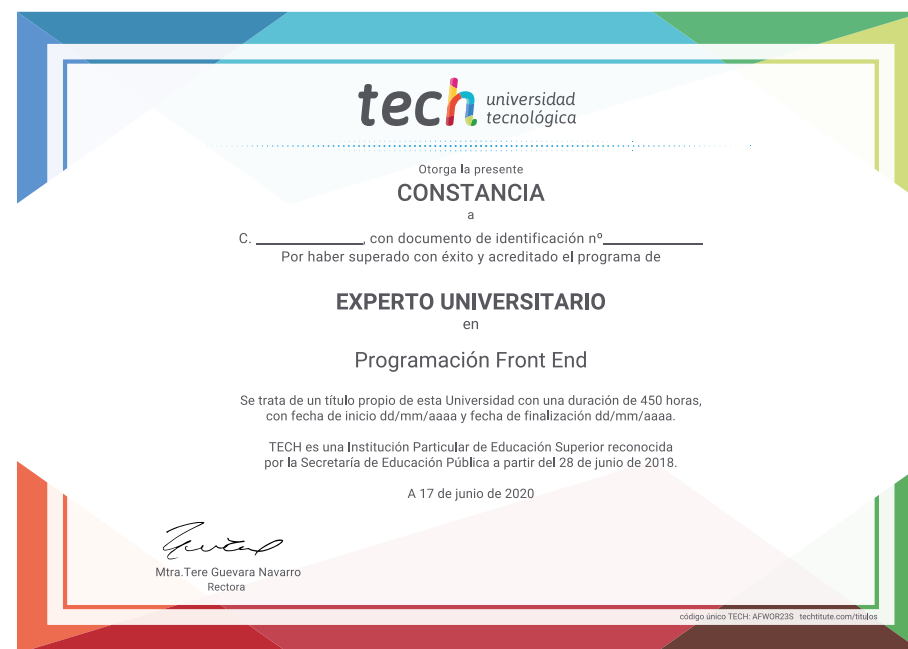 tech universidad
tecnológica
Otorga la presente
CONSTANCIA
a
C. ______________, con documento de identificación nº_____________
Por haber superado con éxito y acreditado el programa de
EXPERTO UNIVERSITARIO
en
Programación Front End
Se trata de un título propio de esta Universidad con una duración de 450 horas,
con fecha de inicio dd/mm/aaaa y fecha de finalización dd/mm/aaaa.
TECH es una Institución Particular de Educación Superior reconocida
por la Secretaría de Educación Pública a partir del 28 de junio de 2018.
A 17 de junio de 2020
Mtra.Tere Guevara Navarro
Rectora
código único TECH: AFWOR23S techtitute.com/titulos